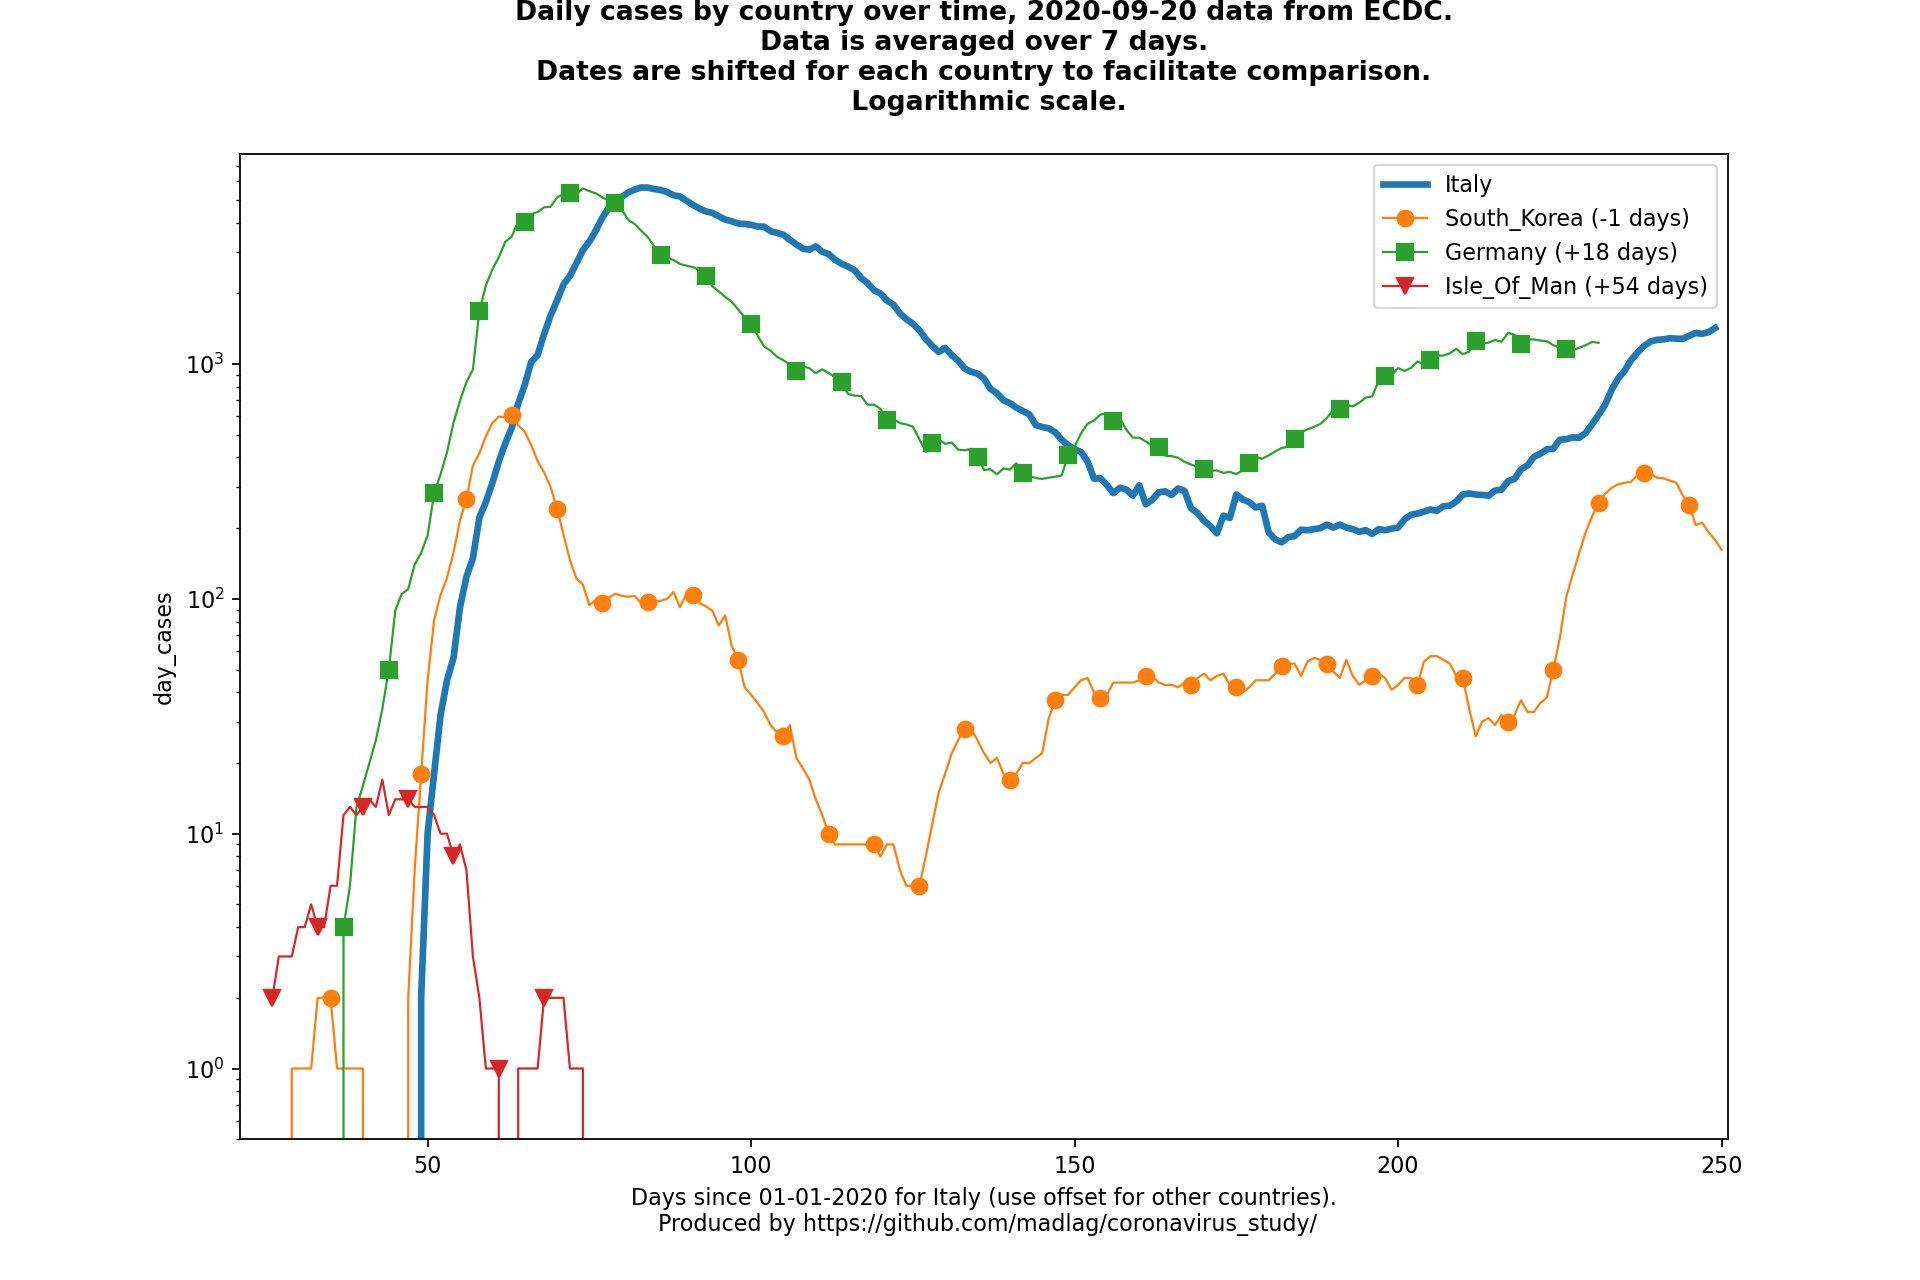 Daily cases by country over time, 2020-09-20 data from ECDC.
Data is averaged over 7 days.
Dates are shifted for each country to facilitate comparison.
Logarithmic scale.
Italy
South_Korea (-1 days)
Germany (+18 days)
Isle_Of_Man (+54 days)
day_cases
10³
10²
10¹
10⁰
50
100
150
200
250
Days since 01-01-2020 for Italy (use offset for other countries).
Produced by https://github.com/madlag/coronavirus_study/